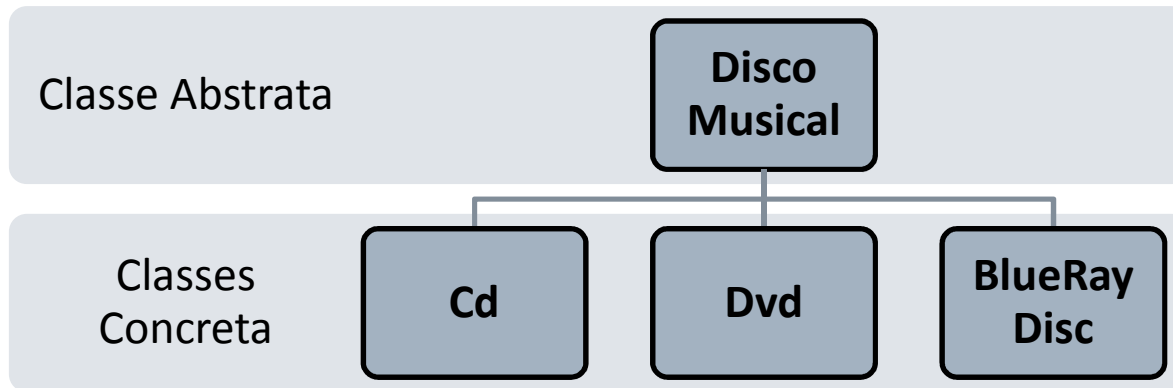 Classe Abstrata
Disco
Musical
Classes
Concreta
Cd
Dvd
BlueRay
Disc